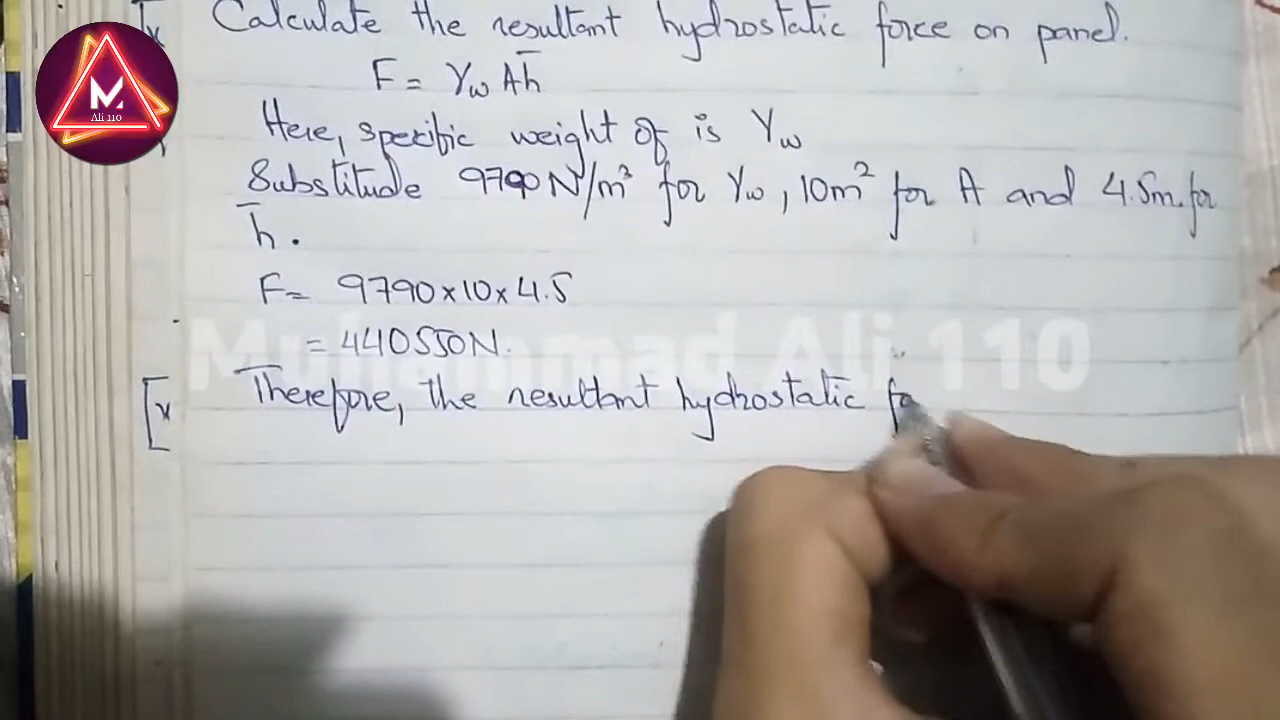 Calculate the resultant hydrostatic force on panel.
F = γw Ah̄
Here, specific weight of is γw
Substitude 9790N/m³ for γw, 10m² for A and 4.5m for
h̄.
F= 9790×10×4.5
= 440550N.
Therefore, the resultant hydrostatic fo
M
Ali 110
Muhammad Ali 110